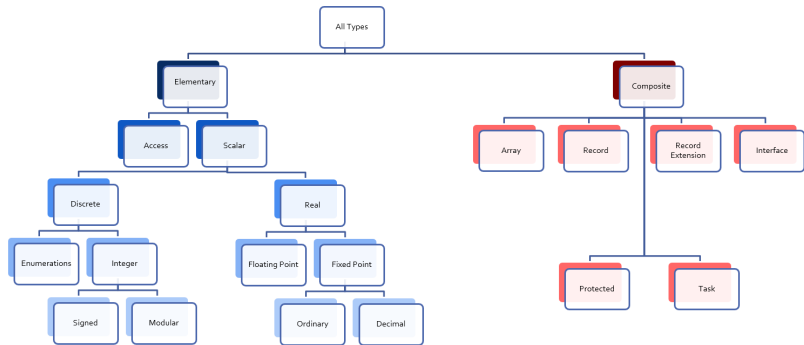 All Types
Elementary
Composite
Access
Scalar
Array
Record
Record
Extension
Interface
Discrete
Real
Enumerations
Integer
Floating Point
Fixed Point
Protected
Task
Signed
Modular
Ordinary
Decimal